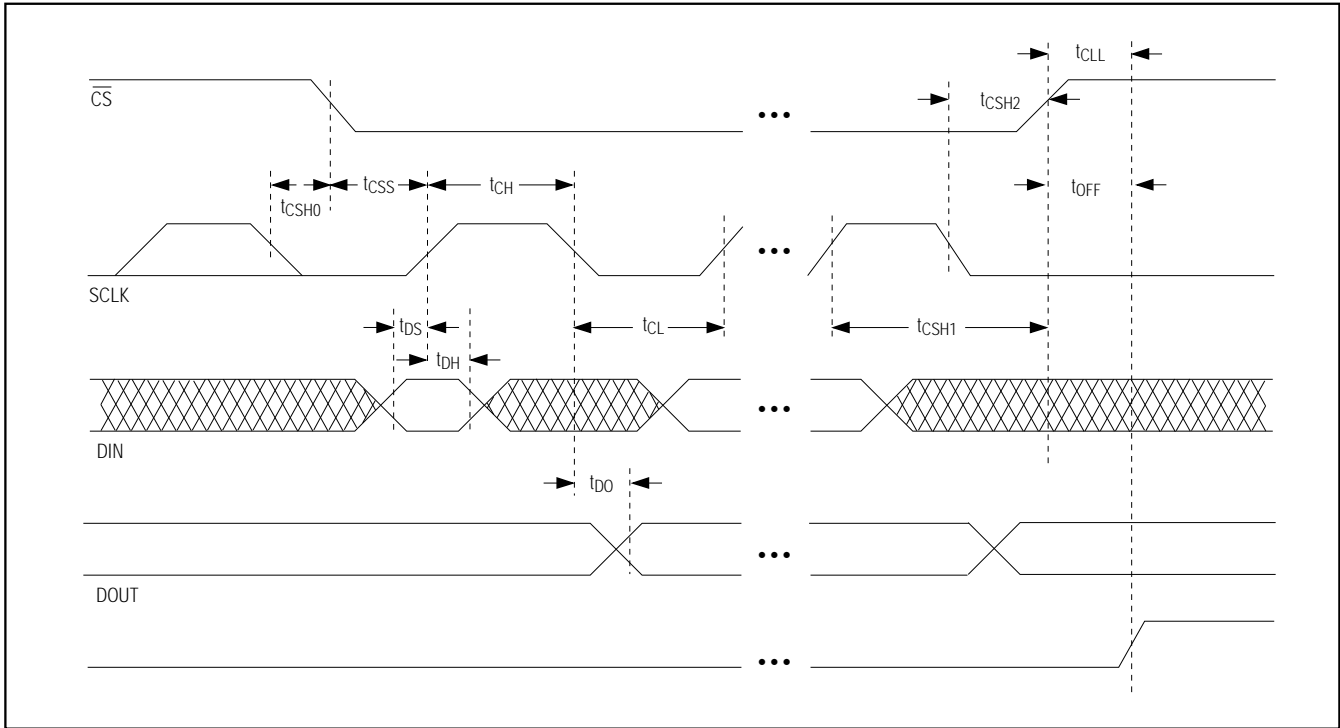 tCLL
CS
tCSH2
tCSS
tCH
tOFF
tCSH0
SCLK
tDS
tCL
tCSH1
tDH
DIN
tDO
DOUT